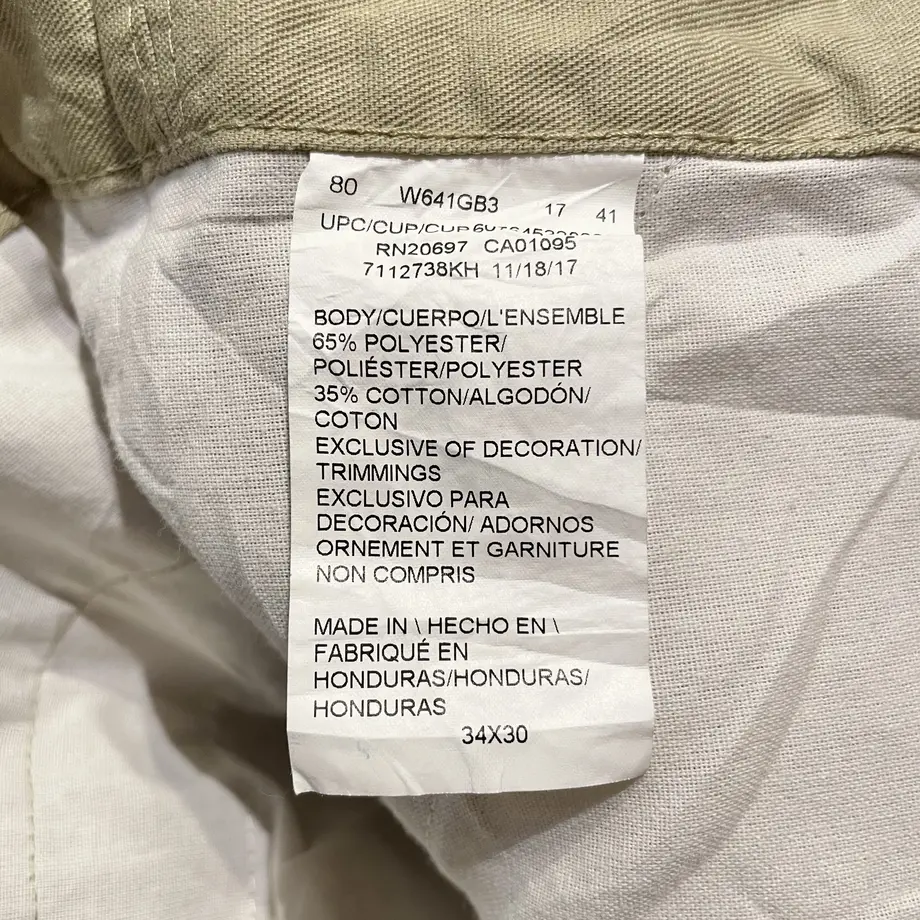 80 W641GB3 17 41
UPC/CUP/CUP
RN20697 CA01095
7112738KH 11/18/17
BODY/CUERPO/L'ENSEMBLE
65% POLYESTER/
POLIÉSTER/POLYESTER
35% COTTON/ALGODÓN/
COTON
EXCLUSIVE OF DECORATION/
TRIMMINGS
EXCLUSIVO PARA
DECORACIÓN/ ADORNOS
ORNEMENT ET GARNITURE
NON COMPRIS
MADE IN \ HECHO EN \
FABRIQUÉ EN
HONDURAS/HONDURAS/
HONDURAS
34X30